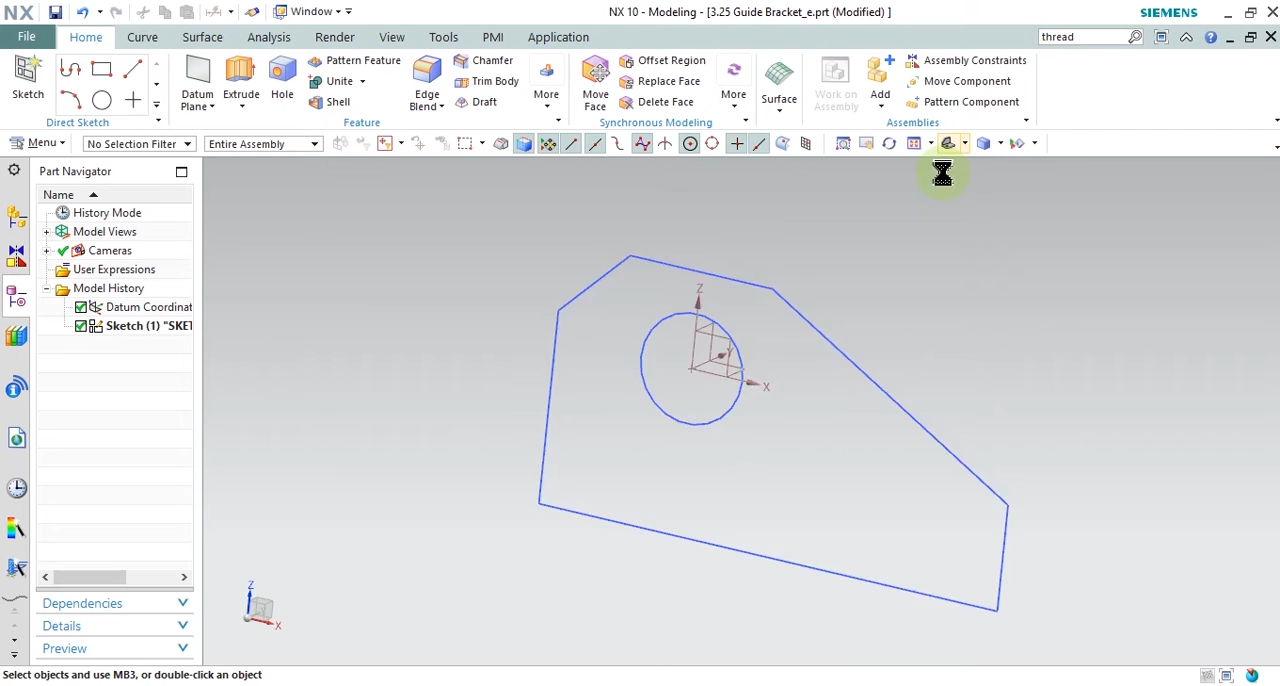 NX Window NX 10 - Modeling - [3.25 Guide Bracket_e.prt (Modified) ] SIEMENS
File Home Curve Surface Analysis Render View Tools PMI Application thread
Sketch
Direct Sketch
Datum Plane Extrude Hole
Pattern Feature
Unite
Shell
Edge Blend
Chamfer
Trim Body
Draft
More
Feature
Move Face
Offset Region
Replace Face
Delete Face
More
Synchronous Modeling
Surface
Work on Assembly
Add
Assembly Constraints
Move Component
Pattern Component
Assemblies
Menu No Selection Filter Entire Assembly
Part Navigator
Name
History Mode
Model Views
Cameras
User Expressions
Model History
Datum Coordinat
Sketch (1) "SKET
Dependencies
Details
Preview
Z
Y
X
Z
X
Select objects and use MB3, or double-click an object